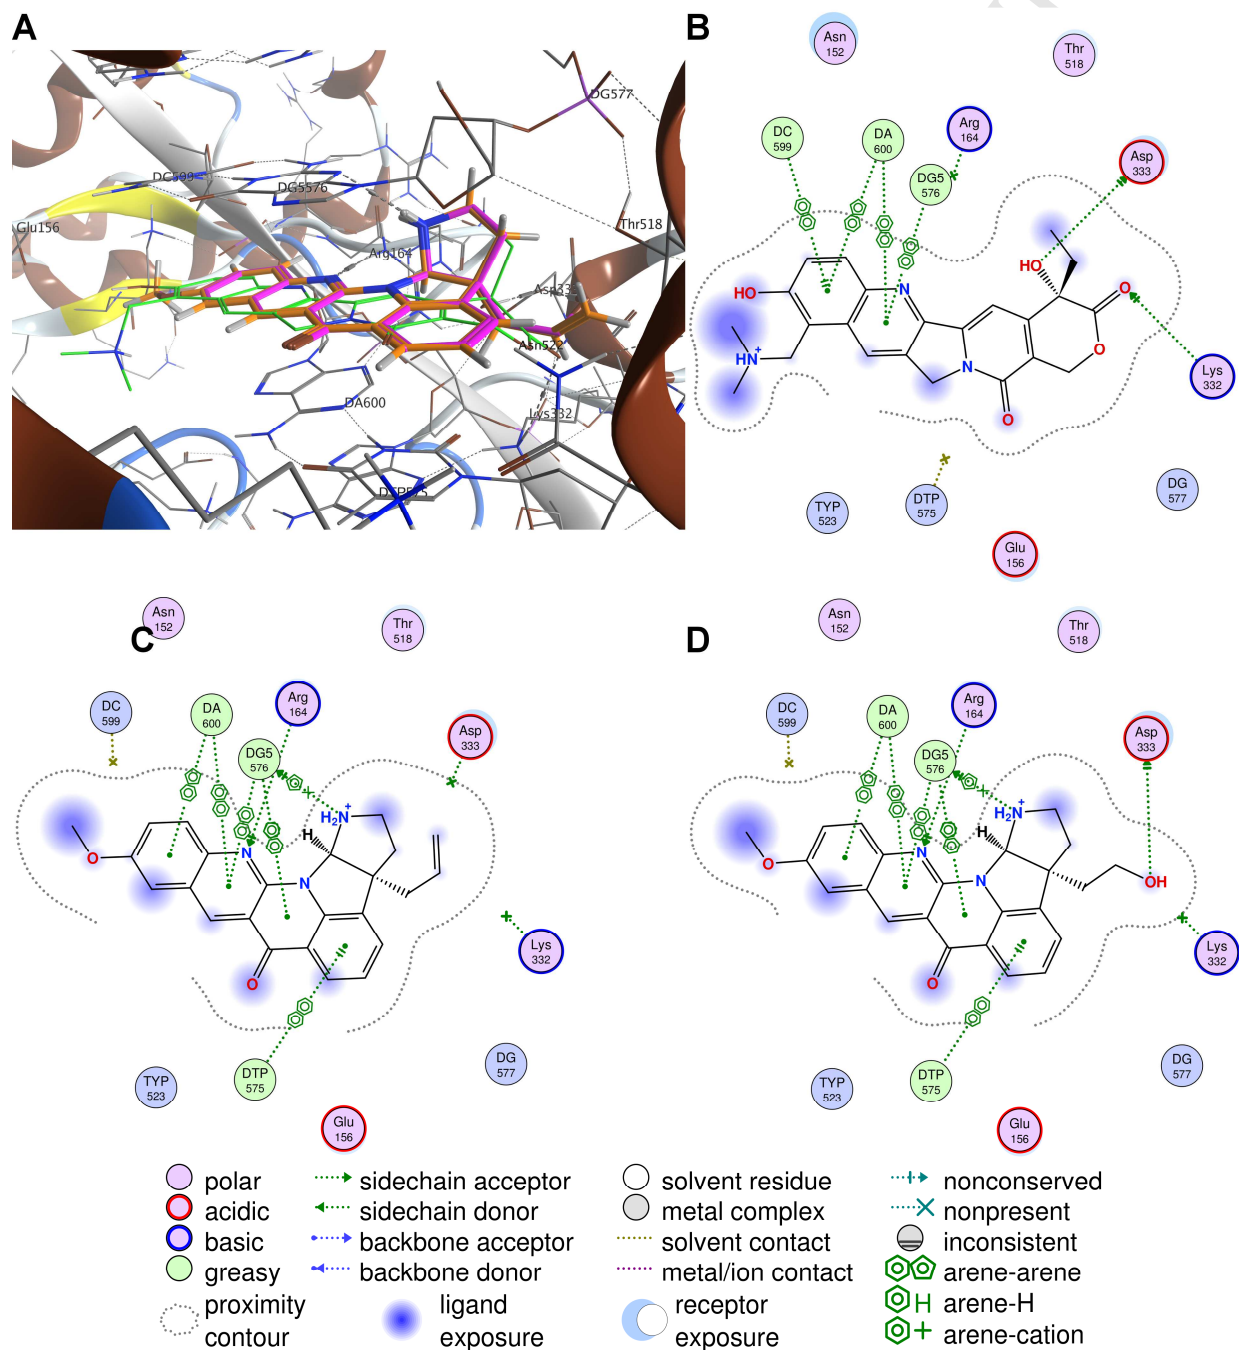 A
DG577
DC599
DG5576
Glu156
Thr518
Arg164
Asp333
Asn522
DA600
Lys332
DTP575
B
Asn
152
Thr
518
DC
599
DA
600
Arg
164
DG5
576
Asp
333
HO
HO
O
N
O
HN
+
N
O
Lys
332
DTP
575
TYP
523
DG
577
Glu
156
C
Asn
152
Thr
518
DC
599
DA
600
Arg
164
DG5
576
Asp
333
H2N
+
H
O
N
N
O
Lys
332
DTP
575
TYP
523
DG
577
Glu
156
D
Asn
152
Thr
518
DC
599
DA
600
Arg
164
DG5
576
Asp
333
H2N
+
H
O
N
N
OH
O
Lys
332
DTP
575
TYP
523
DG
577
Glu
156
polar
acidic
basic
greasy
proximity
contour
sidechain acceptor
sidechain donor
backbone acceptor
backbone donor
ligand
exposure
solvent residue
metal complex
solvent contact
metal/ion contact
receptor
exposure
nonconserved
nonpresent
inconsistent
arene-arene
H arene-H
+ arene-cation